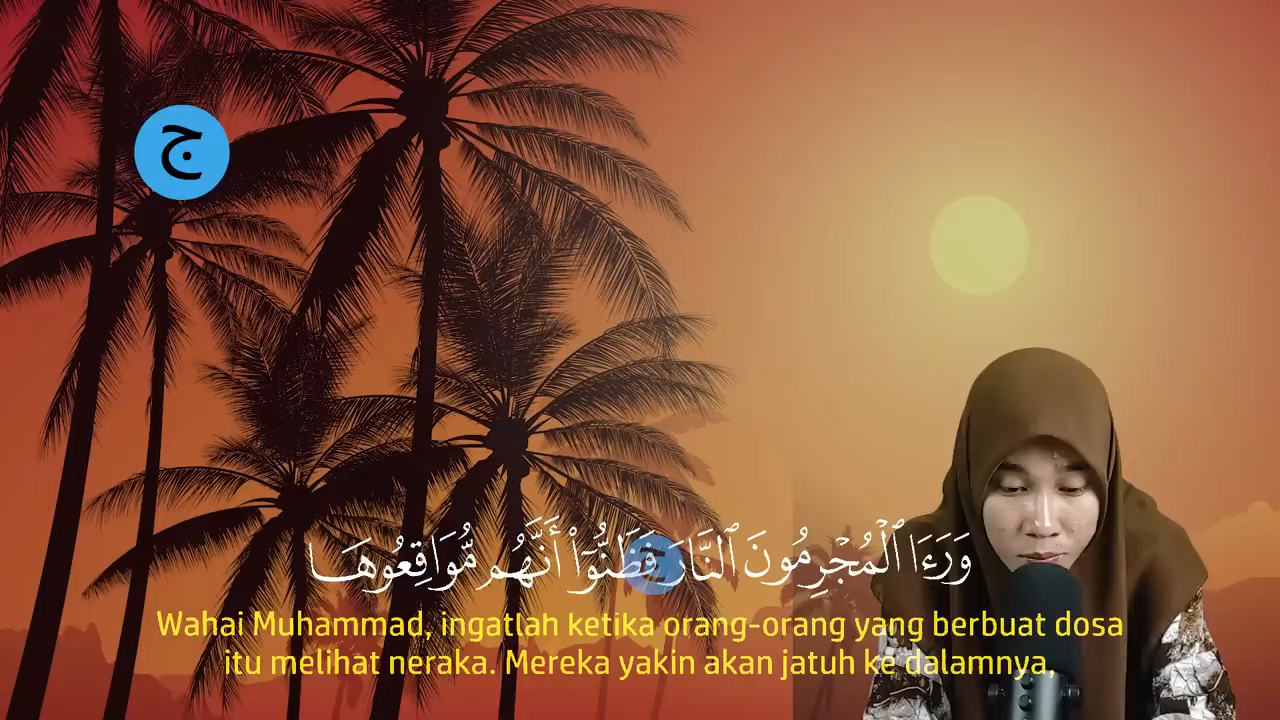 ج
وَرَءَا ٱلْمُجْرِمُونَ ٱلنَّارَ فَظَنُّوٓا۟ أَنَّهُم مُّوَاقِعُوهَا
Wahai Muhammad, ingatlah ketika orang-orang yang berbuat dosa
itu melihat neraka. Mereka yakin akan jatuh ke dalamnya,